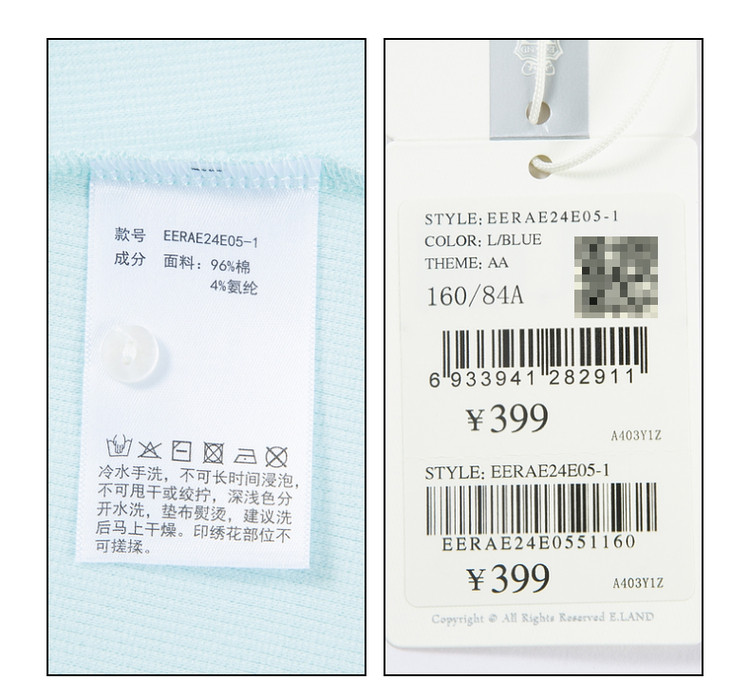 款号 EERAE24E05-1
成分 面料：96%棉
4%氨纶
冷水手洗，不可长时间浸泡，
不可甩干或绞拧，深浅色分
开水洗，垫布熨烫，建议洗
后马上干燥。印绣花部位不
可搓揉。
STYLE: EERAE24E05-1
COLOR: L/BLUE
THEME: AA
160/84A
6 933941 282911
¥399
A403Y1Z
STYLE: EERAE24E05-1
EERAE24E0551160
¥399
A403Y1Z
Copyright © All Rights Reserved E.LAND